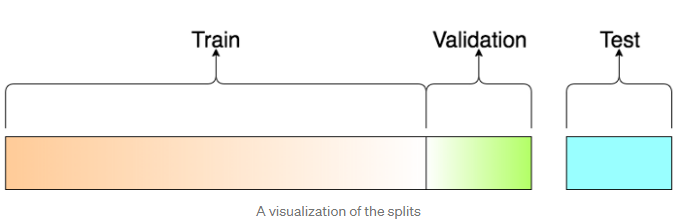 Train Validation Test
A visualization of the splits